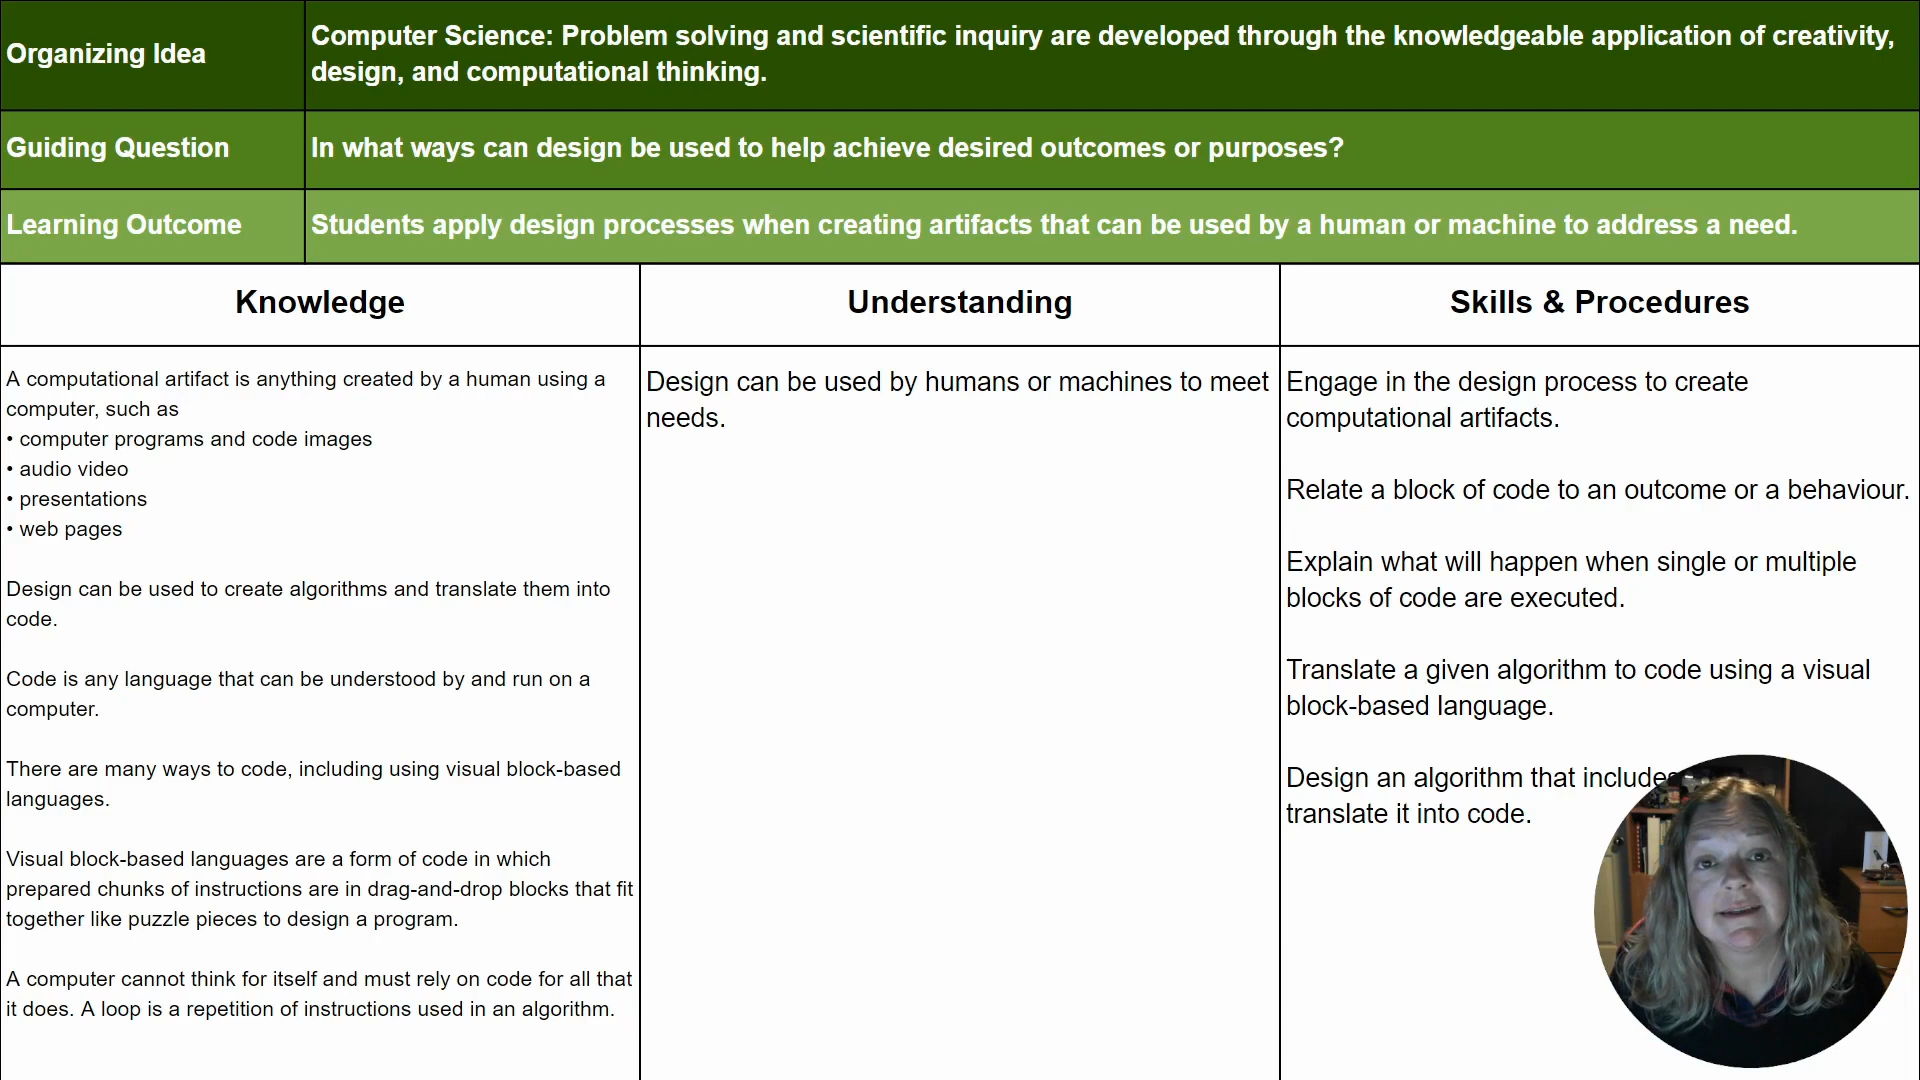 Organizing Idea
Computer Science: Problem solving and scientific inquiry are developed through the knowledgeable application of creativity,
design, and computational thinking.
Guiding Question
In what ways can design be used to help achieve desired outcomes or purposes?
Learning Outcome
Students apply design processes when creating artifacts that can be used by a human or machine to address a need.
Knowledge
A computational artifact is anything created by a human using a
computer, such as
• computer programs and code images
• audio video
• presentations
• web pages
Design can be used to create algorithms and translate them into
code.
Code is any language that can be understood by and run on a
computer.
There are many ways to code, including using visual block-based
languages.
Visual block-based languages are a form of code in which
prepared chunks of instructions are in drag-and-drop blocks that fit
together like puzzle pieces to design a program.
A computer cannot think for itself and must rely on code for all that
it does. A loop is a repetition of instructions used in an algorithm.
Understanding
Design can be used by humans or machines to meet
needs.
Skills & Procedures
Engage in the design process to create
computational artifacts.
Relate a block of code to an outcome or a behaviour.
Explain what will happen when single or multiple
blocks of code are executed.
Translate a given algorithm to code using a visual
block-based language.
Design an algorithm that includes
translate it into code.